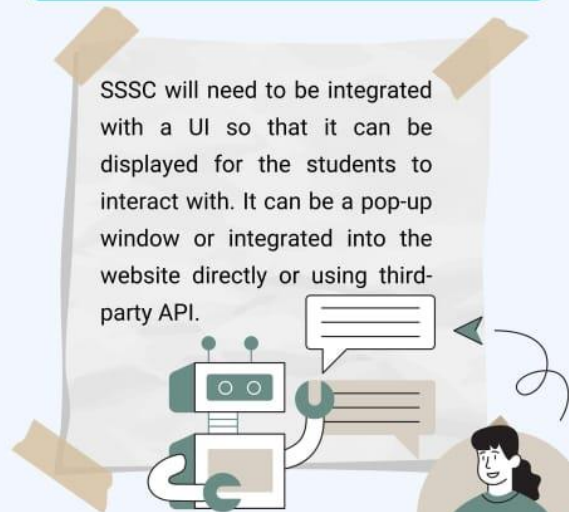 SSSC will need to be integrated
with a UI so that it can be
displayed for the students to
interact with. It can be a pop-up
window or integrated into the
website directly or using third-
party API.